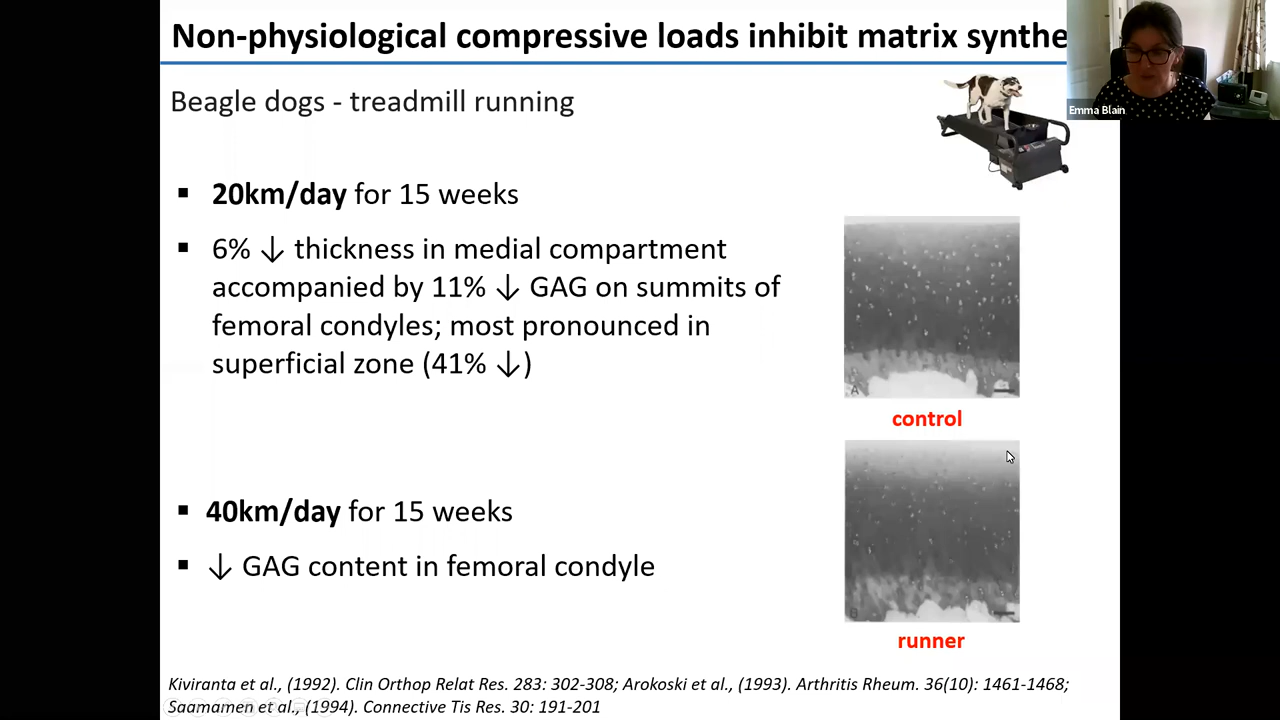 Non-physiological compressive loads inhibit matrix synthe
Emma Blain
Beagle dogs - treadmill running
▪ 20km/day for 15 weeks
▪ 6% ↓ thickness in medial compartment
accompanied by 11% ↓ GAG on summits of
femoral condyles; most pronounced in
superficial zone (41% ↓)
A
control
▪ 40km/day for 15 weeks
▪ ↓ GAG content in femoral condyle
B
runner
Kiviranta et al., (1992). Clin Orthop Relat Res. 283: 302-308; Arokoski et al., (1993). Arthritis Rheum. 36(10): 1461-1468;
Saamamen et al., (1994). Connective Tis Res. 30: 191-201